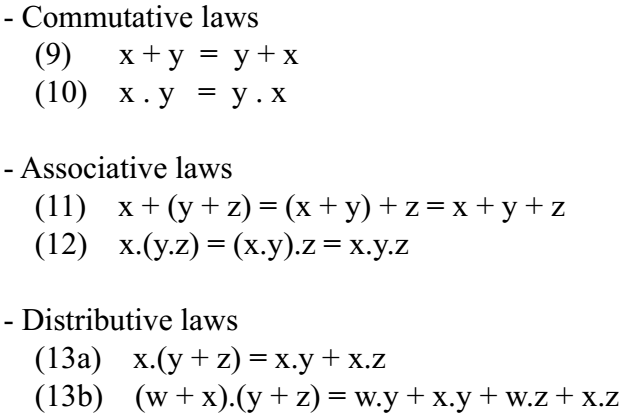 - Commutative laws
(9) x + y = y + x
(10) x . y = y . x
- Associative laws
(11) x + (y + z) = (x + y) + z = x + y + z
(12) x.(y.z) = (x.y).z = x.y.z
- Distributive laws
(13a) x.(y + z) = x.y + x.z
(13b) (w + x).(y + z) = w.y + x.y + w.z + x.z